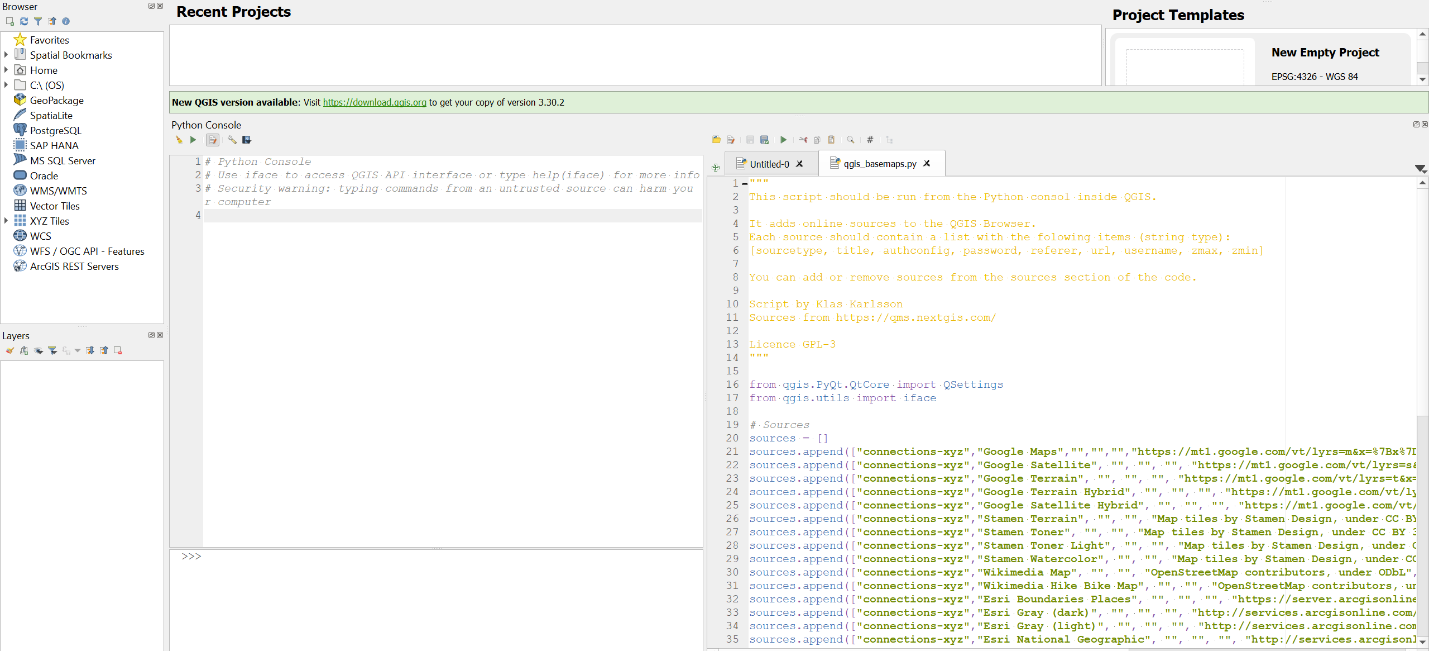 Browser
Favorites
Spatial Bookmarks
Home
C:\ (OS)
GeoPackage
SpatiaLite
PostgreSQL
SAP HANA
MS SQL Server
Oracle
WMS/WMTS
Vector Tiles
XYZ Tiles
WCS
WFS / OGC API - Features
ArcGIS REST Servers
Layers
Recent Projects
Project Templates
New Empty Project
EPSG:4326 - WGS 84
New QGIS version available: Visit https://download.qgis.org to get your copy of version 3.30.2
Python Console
1 # Python Console
2 # Use iface to access QGIS API interface or type help(iface) for more info
3 # Security warning: typing commands from an untrusted source can harm you
r computer
4
>>>
Untitled-0
qgis_basemaps.py
1 """
2 This script should be run from the Python consol inside QGIS.
3
4 It adds online sources to the QGIS Browser.
5 Each source should contain a list with the folowing items (string type):
6 [sourcetype, title, authconfig, password, referer, url, username, zmax, zmin]
7
8 You can add or remove sources from the sources section of the code.
9
10 Script by Klas Karlsson
11 Sources from https://qms.nextgis.com/
12
13 Licence GPL-3
14 """
15
16 from qgis.PyQt.QtCore import QSettings
17 from qgis.utils import iface
18
19 # Sources
20 sources = []
21 sources.append(["connections-xyz","Google Maps","","","","https://mt1.google.com/vt/lyrs=m&x=%7Bx%7D
22 sources.append(["connections-xyz","Google Satellite", "", "", "", "https://mt1.google.com/vt/lyrs=s&
23 sources.append(["connections-xyz","Google Terrain", "", "", "", "https://mt1.google.com/vt/lyrs=t&x=
24 sources.append(["connections-xyz","Google Terrain Hybrid", "", "", "", "https://mt1.google.com/vt/ly
25 sources.append(["connections-xyz","Google Satellite Hybrid", "", "", "", "https://mt1.google.com/vt/
26 sources.append(["connections-xyz","Stamen Terrain", "", "", "Map tiles by Stamen Design, under CC BY
27 sources.append(["connections-xyz","Stamen Toner", "", "", "Map tiles by Stamen Design, under CC BY 3
28 sources.append(["connections-xyz","Stamen Toner Light", "", "", "Map tiles by Stamen Design, under C
29 sources.append(["connections-xyz","Stamen Watercolor", "", "", "Map tiles by Stamen Design, under CC
30 sources.append(["connections-xyz","Wikimedia Map", "", "", "OpenStreetMap contributors, under ODbL",
31 sources.append(["connections-xyz","Wikimedia Hike Bike Map", "", "", "OpenStreetMap contributors, un
32 sources.append(["connections-xyz","Esri Boundaries Places", "", "", "", "https://server.arcgisonline
33 sources.append(["connections-xyz","Esri Gray (dark)", "", "", "", "http://services.arcgisonline.com/
34 sources.append(["connections-xyz","Esri Gray (light)", "", "", "", "http://services.arcgisonline.com
35 sources.append(["connections-xyz","Esri National Geographic", "", "", "", "http://services.arcgisonl